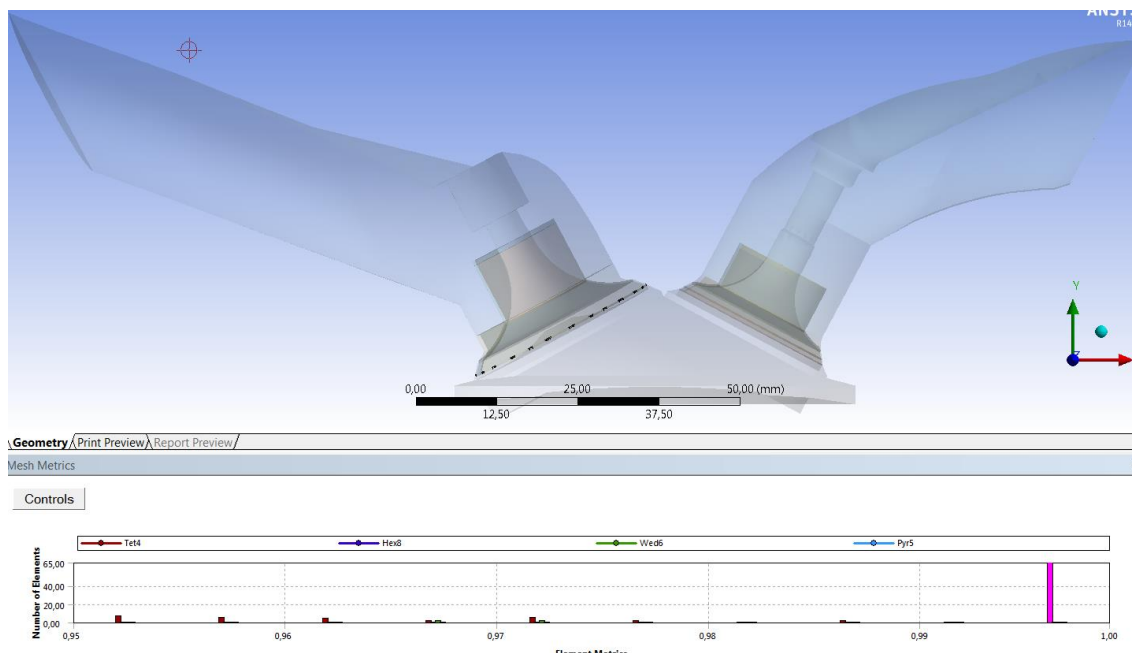 ANSYS
R14
Y
0,00
25,00
50,00 (mm)
12,50
37,50
Geometry Print Preview Report Preview
Mesh Metrics
Controls
Tet4
Hex8
Wed6
Pyr5
Number of Elements
65,00
40,00
20,00
0,00
0,95
0,96
0,97
0,98
0,99
1,00
Element Metrics